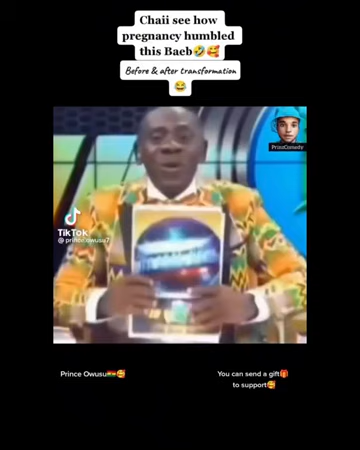 Chaii see how
pregnancy humbled
this Baeb🤣🥰
Before & after transformation
😂
PrinxComedy
TikTok
@prince.owusu7
Prince Owusu🇬🇭🥰
You can send a gift🎁
to support🥰